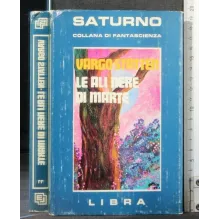 SATURNO
COLLANA DI FANTASCIENZA
VARGO STATTEN
LE ALI NERE
DI MARTE
LIBRA